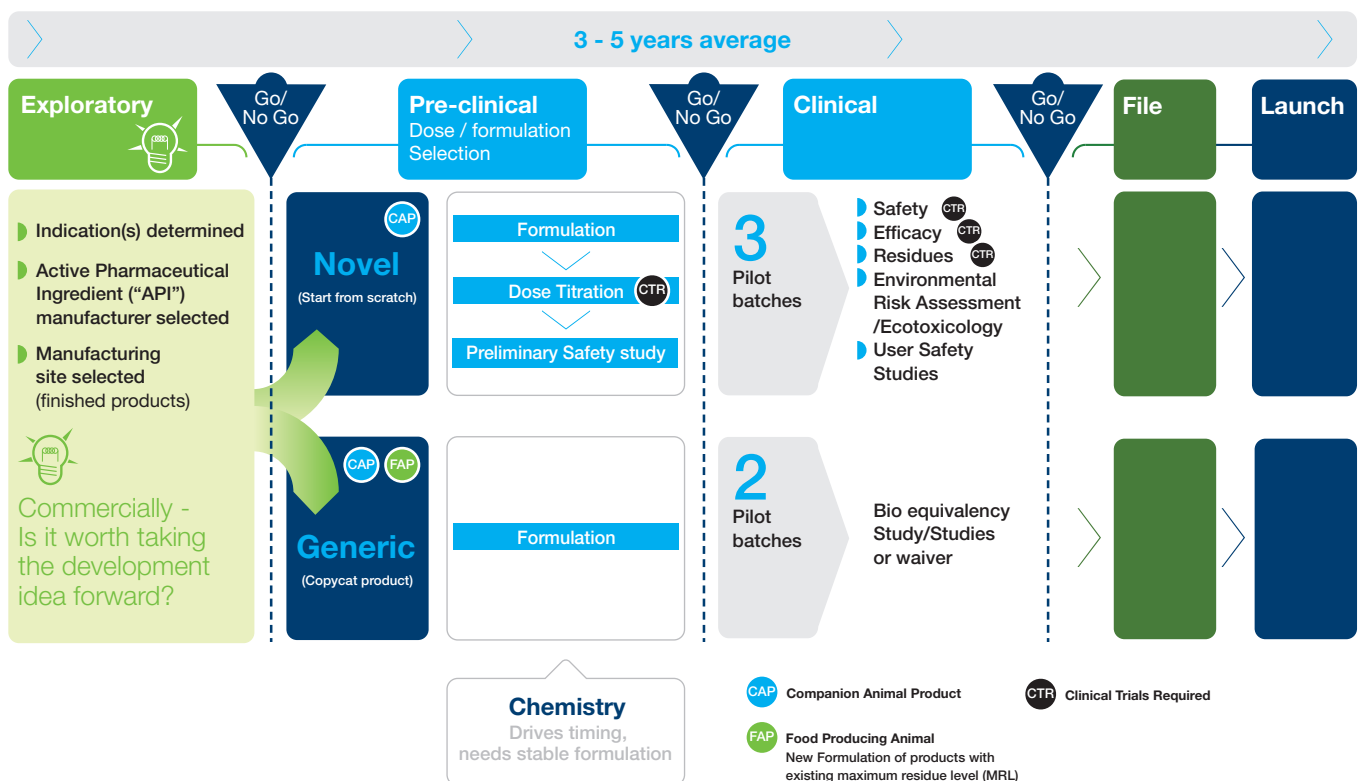 3 - 5 years average
Exploratory
Go/
No Go
Pre-clinical
Dose / formulation
Selection
Go/
No Go
Clinical
Go/
No Go
File
Launch
Indication(s) determined
Active Pharmaceutical
Ingredient (“API”)
manufacturer selected
Manufacturing
site selected
(finished products)
Commercially -
Is it worth taking
the development
idea forward?
CAP
Novel
(Start from scratch)
Formulation
Dose Titration CTR
Preliminary Safety study
3
Pilot
batches
Safety CTR
Efficacy CTR
Residues CTR
Environmental
Risk Assessment
/Ecotoxicology
User Safety
Studies
CAP FAP
Generic
(Copycat product)
Formulation
2
Pilot
batches
Bio equivalency
Study/Studies
or waiver
Chemistry
Drives timing,
needs stable formulation
CAP Companion Animal Product
CTR Clinical Trials Required
FAP Food Producing Animal
New Formulation of products with
existing maximum residue level (MRL)